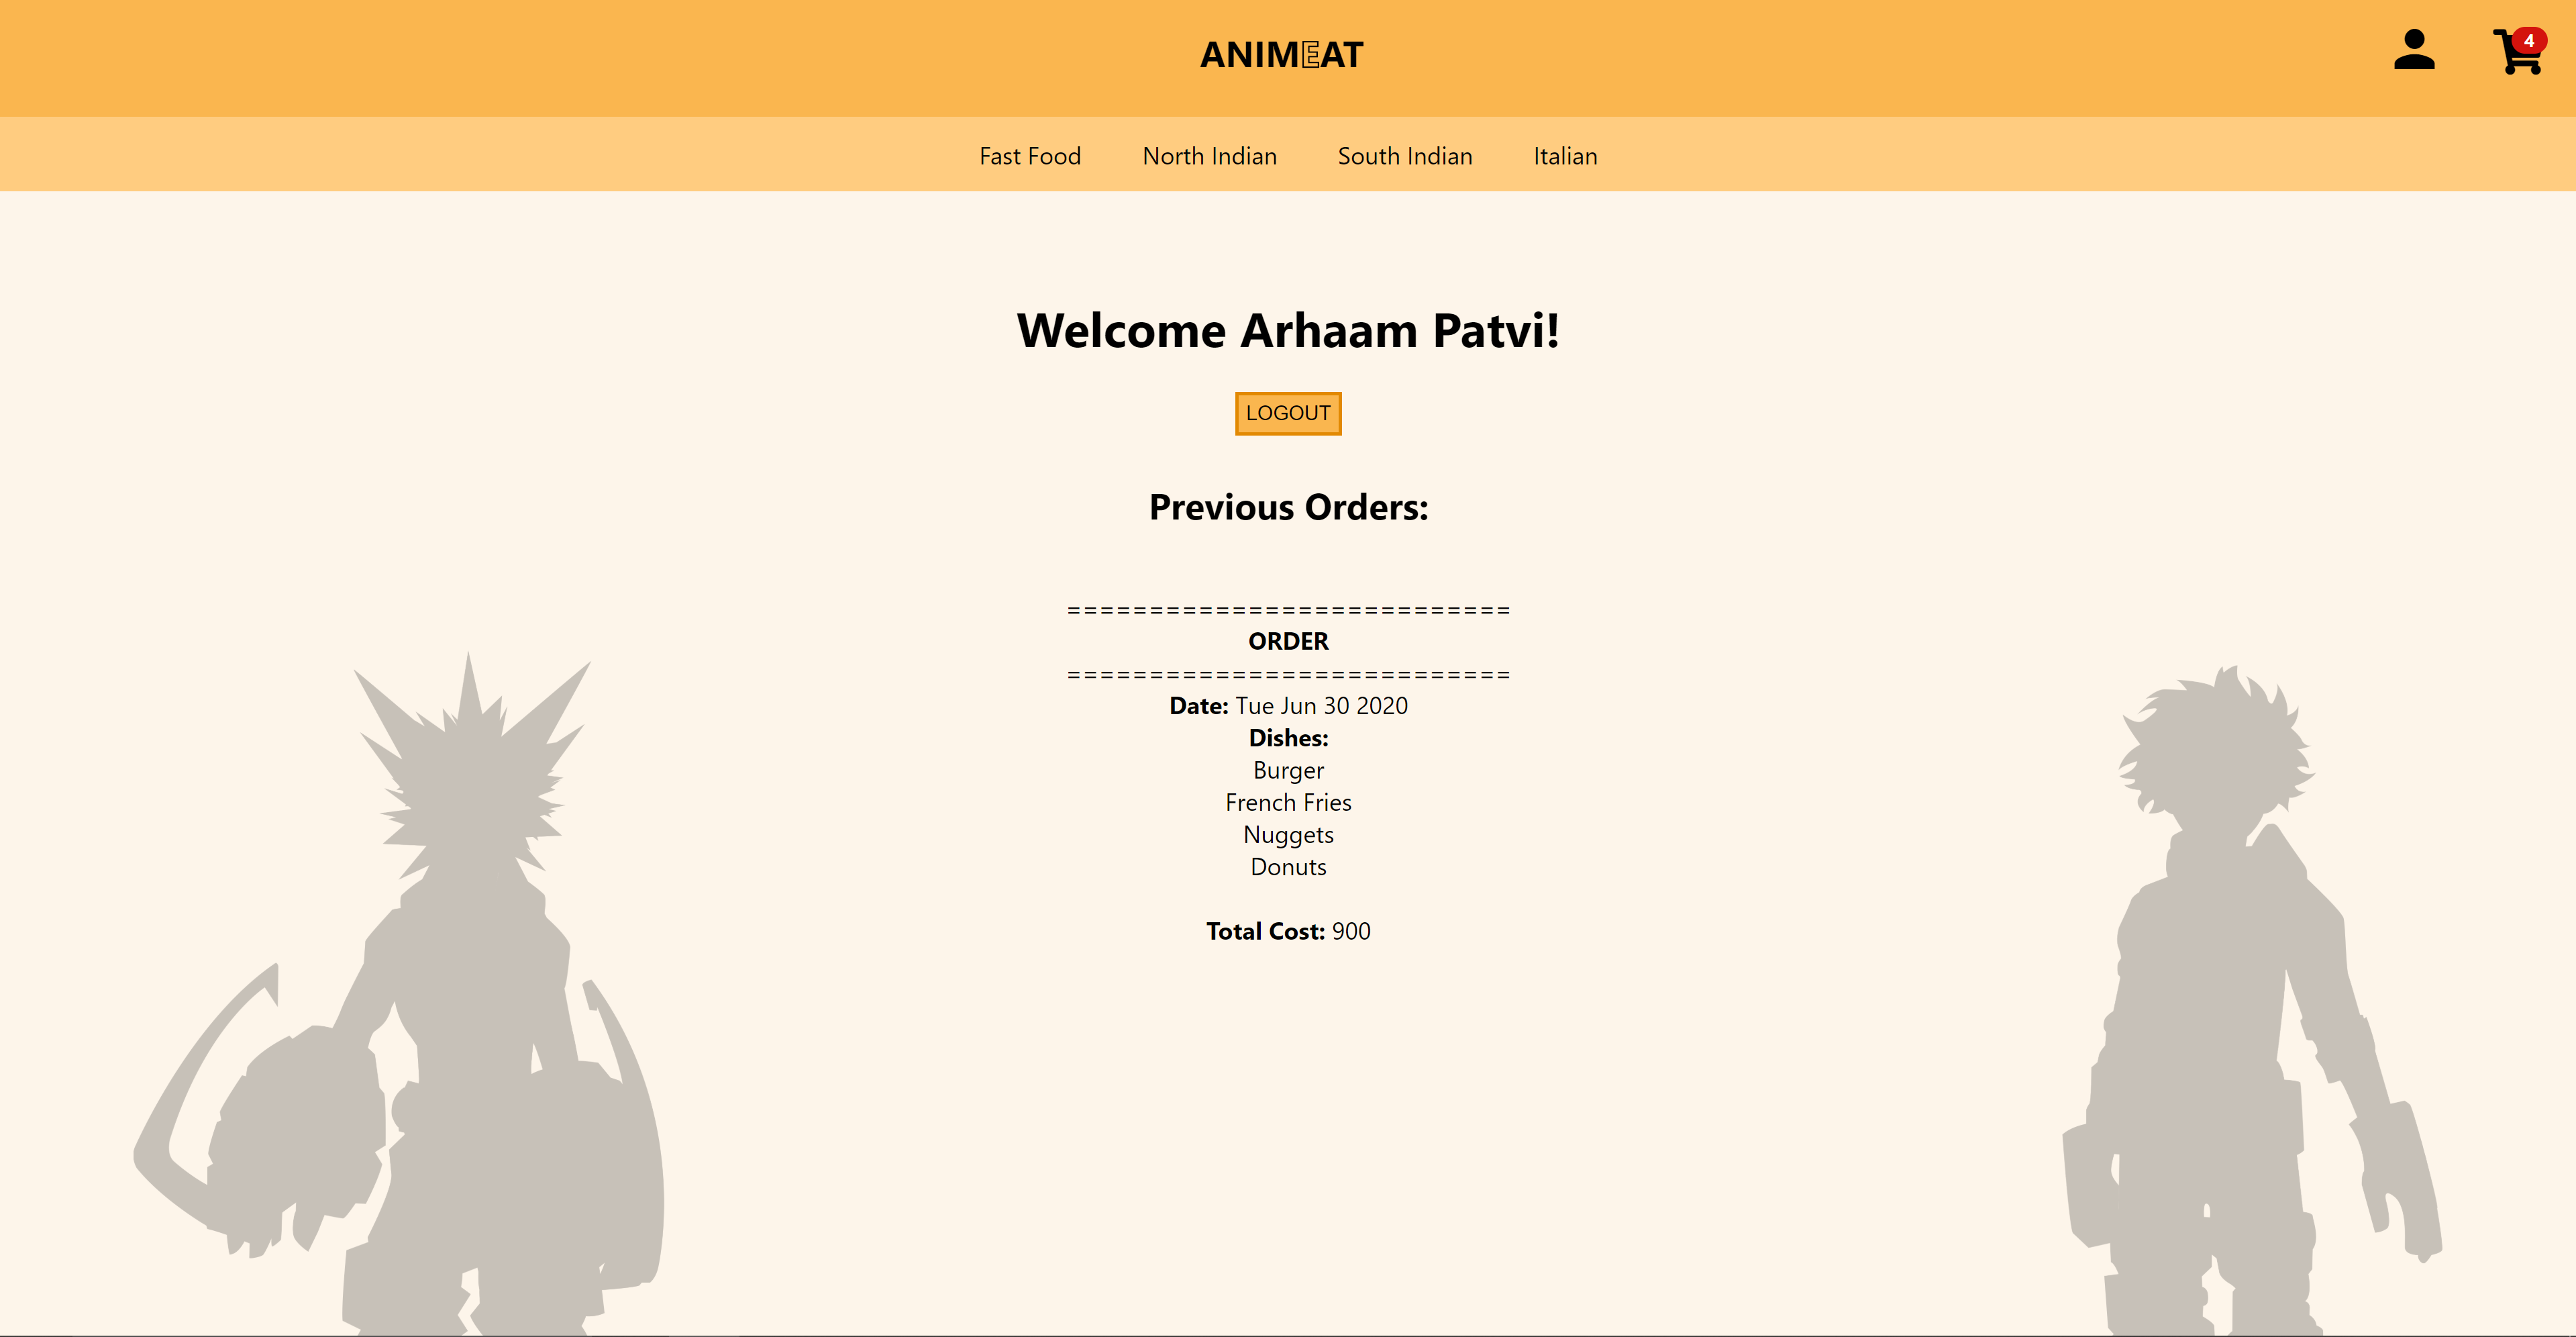 ANIMEAT
4
Fast Food North Indian South Indian Italian
Welcome Arhaam Patvi!
LOGOUT
Previous Orders:
===========================
ORDER
===========================
Date: Tue Jun 30 2020
Dishes:
Burger
French Fries
Nuggets
Donuts
Total Cost: 900